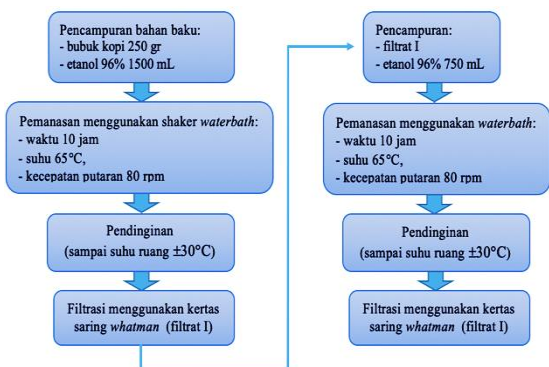 Pencampuran bahan baku:
- bubuk kopi 250 gr
- etanol 96% 1500 mL
Pemanasan menggunakan shaker waterbath:
- waktu 10 jam
- suhu 65°C,
- kecepatan putaran 80 rpm
Pendinginan
(sampai suhu ruang ±30°C)
Filtrasi menggunakan kertas
saring whatman (filtrat I)
Pencampuran:
- filtrat I
- etanol 96% 750 mL
Pemanasan menggunakan waterbath:
- waktu 10 jam
- suhu 65°C,
- kecepatan putaran 80 rpm
Pendinginan
(sampai suhu ruang ±30°C)
Filtrasi menggunakan kertas
saring whatman (filtrat I)